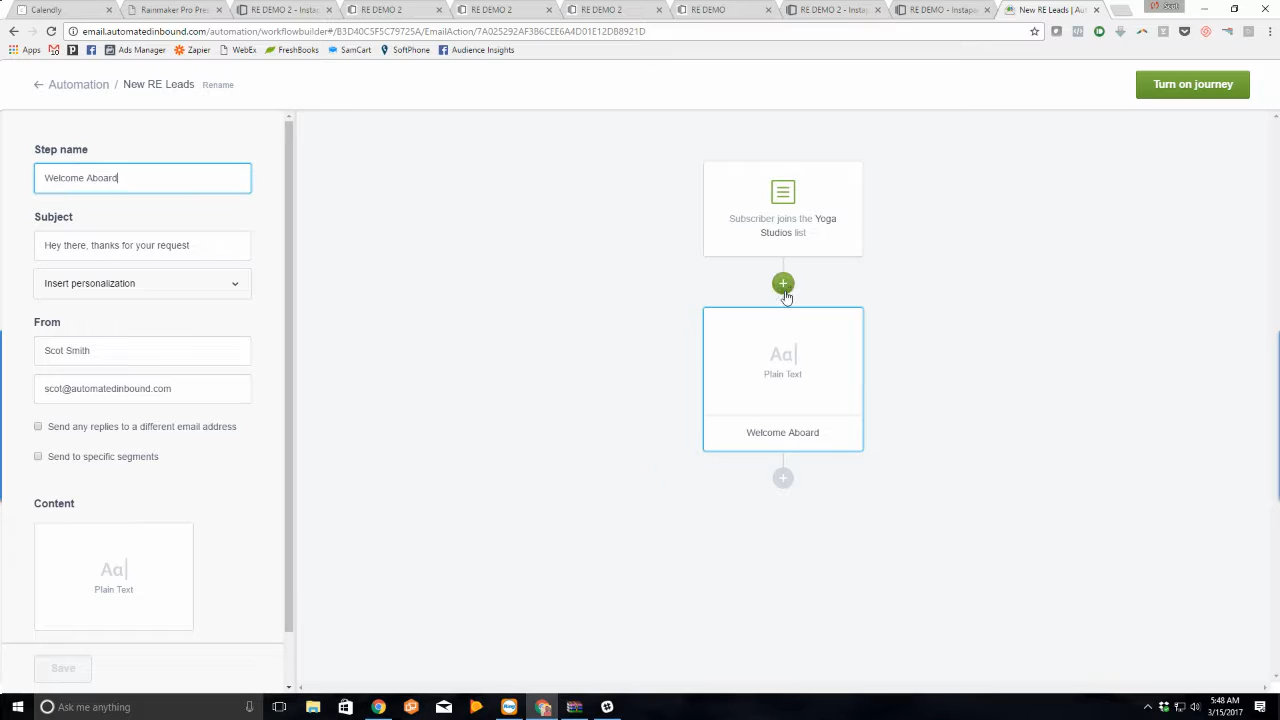 Calendly
Rainmaker Pro Pres
RE DEMO 2 - Instap
RE DEMO 2
RE DEMO 2
RE DEMO 2
RE DEMO
RE DEMO 2 - Instap
RE DEMO - Instaper
New RE Leads | Aut
Scott
email.automatedinbound.com/automation/workflowbuilder#/B3D40C5F5C79725A/EmailAction/7A025292AF3B6CEE6A4D01E12DB8921D
Apps
Ads Manager
Zapier
WebEx
FreshBooks
SamCart
SoftPhone
Audience Insights
Automation / New RE Leads Rename
Turn on journey
Step name
Welcome Aboard
Subject
Hey there, thanks for your request
Insert personalization
From
Scot Smith
scot@automatedinbound.com
Send any replies to a different email address
Send to specific segments
Content
Aa
Plain Text
Save
Subscriber joins the Yoga
Studios list
Aa
Plain Text
Welcome Aboard
Ask me anything
5:48 AM
3/15/2017